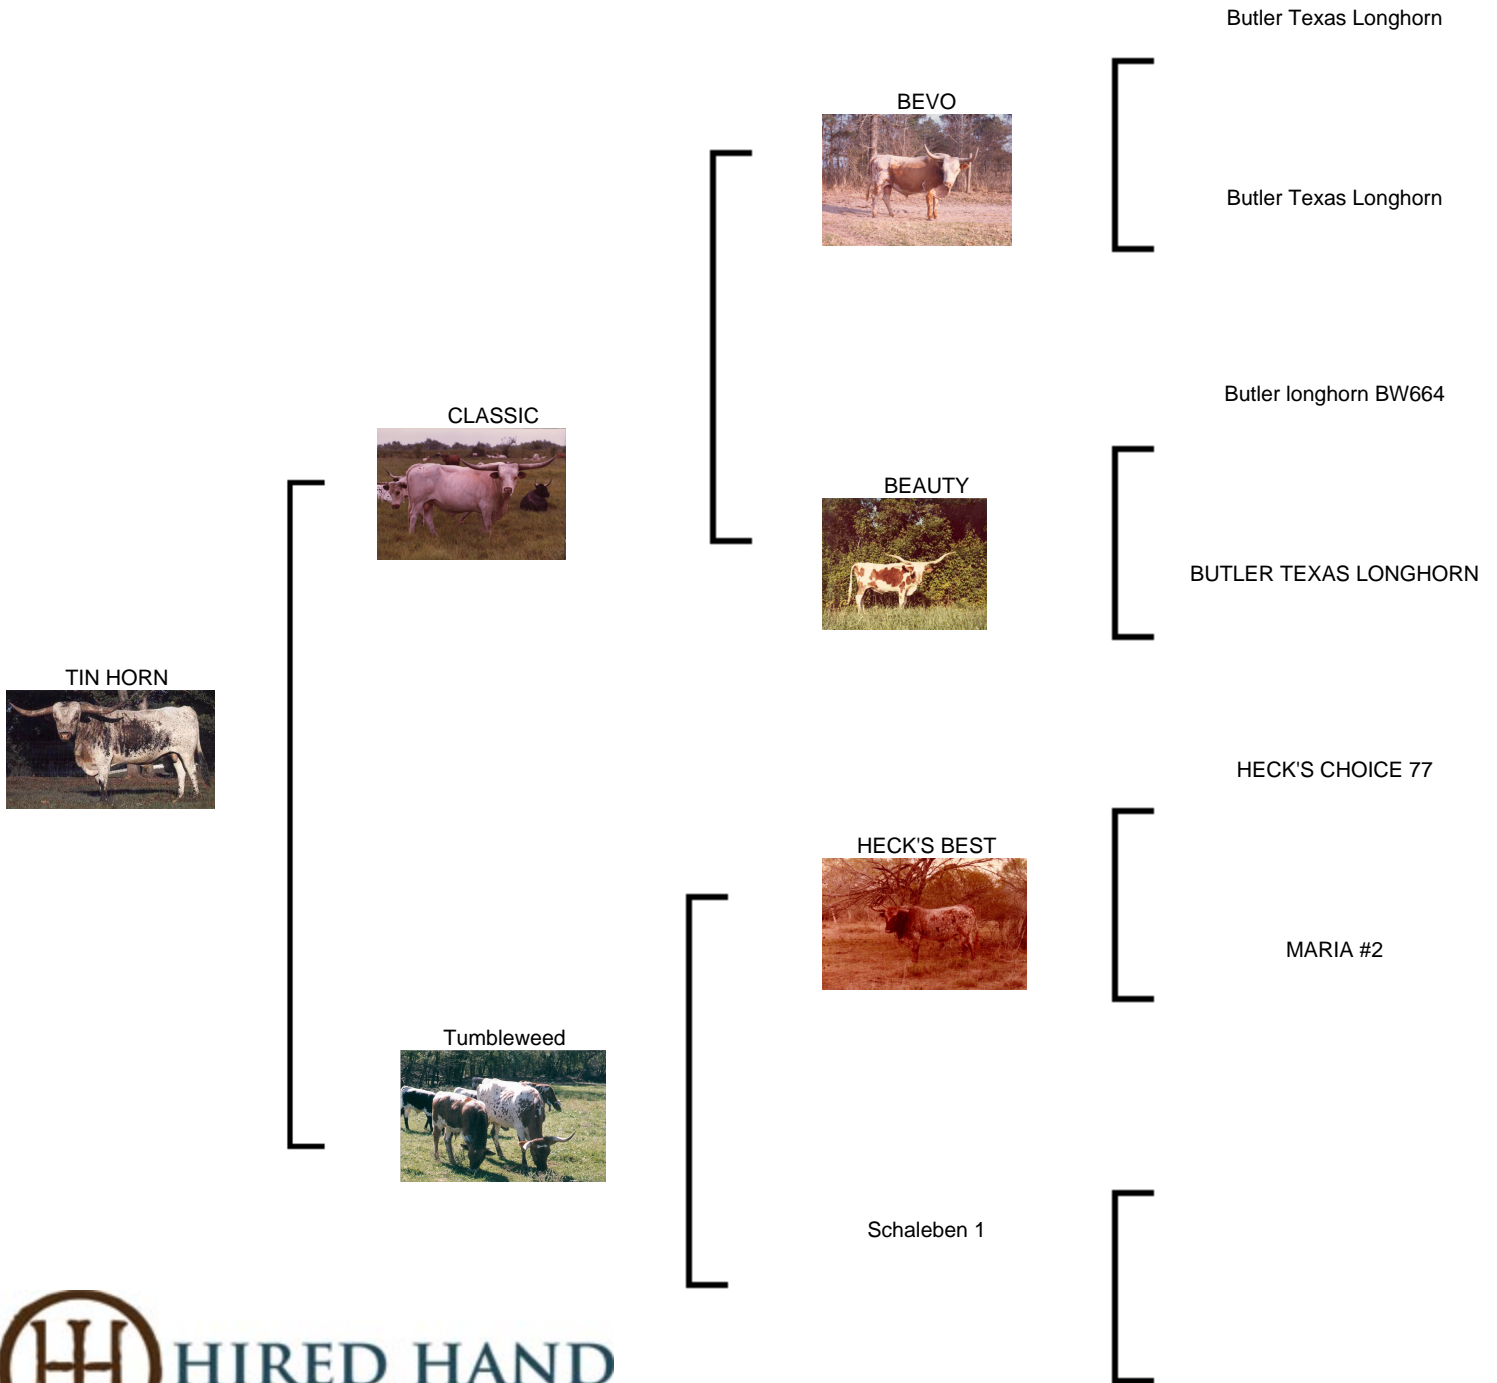 Butler Texas Longhorn
BEVO
Butler Texas Longhorn
Butler longhorn BW664
CLASSIC
BEAUTY
BUTLER TEXAS LONGHORN
TIN HORN
HECK'S CHOICE 77
HECK'S BEST
MARIA #2
Tumbleweed
Schaleben 1
HIRED HAND